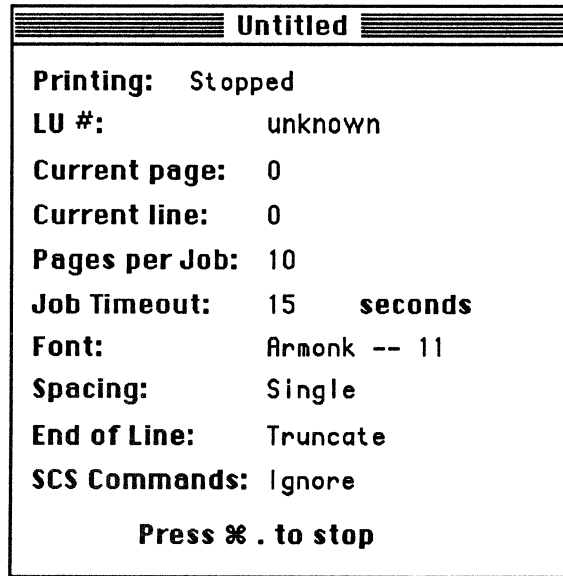 Untitled
Printing: Stopped
LU #: unknown
Current page: 0
Current line: 0
Pages per Job: 10
Job Timeout: 15 seconds
Font: Armonk -- 11
Spacing: Single
End of Line: Truncate
SCS Commands: Ignore
Press ⌘ . to stop